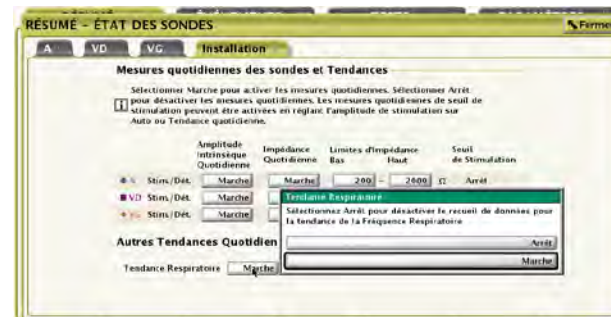 RÉSUMÉ - ÉTAT DES SONDES
Fermer
A VD VG Installation
Mesures quotidiennes des sondes et Tendances
Sélectionner Marche pour activer les mesures quotidiennes. Sélectionner Arrêt
pour désactiver les mesures quotidiennes. Les mesures quotidiennes de seuil de
stimulation peuvent être activées en réglant l'amplitude de stimulation sur
Auto ou Tendance quotidienne.
Amplitude
Intrinsèque
Quotidienne
Impédance
Quotidienne
Limites d'Impédance
Bas Haut
Seuil
de Stimulation
Stim./Dét. Marche Marche 200 - 2000 Ω Arrêt
VD Stim./Dét. Marche
Stim./Dét. Marche
Tendance Respiratoire
Sélectionnez Arrêt pour désactiver le recueil de données pour
la tendance de la Fréquence Respiratoire
Arrêt
Marche
Autres Tendances Quotidien
Tendance Respiratoire Marche